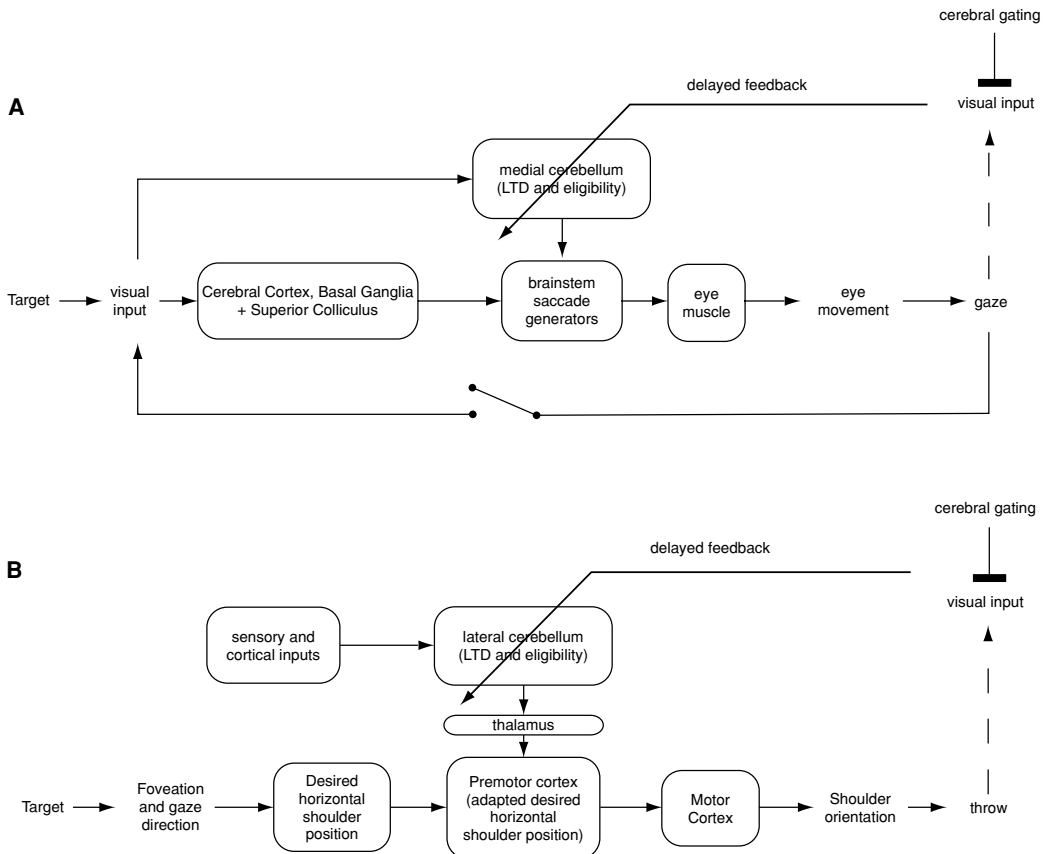 cerebral gating
delayed feedback
visual input
A
medial cerebellum
(LTD and eligibility)
Target
visual
input
Cerebral Cortex, Basal Ganglia
+ Superior Colliculus
brainstem
saccade
generators
eye
muscle
eye
movement
gaze
cerebral gating
delayed feedback
B
visual input
sensory and
cortical inputs
lateral cerebellum
(LTD and eligibility)
thalamus
Target
Foveation
and gaze
direction
Desired
horizontal
shoulder
position
Premotor cortex
(adapted desired
horizontal
shoulder position)
Motor
Cortex
Shoulder
orientation
throw